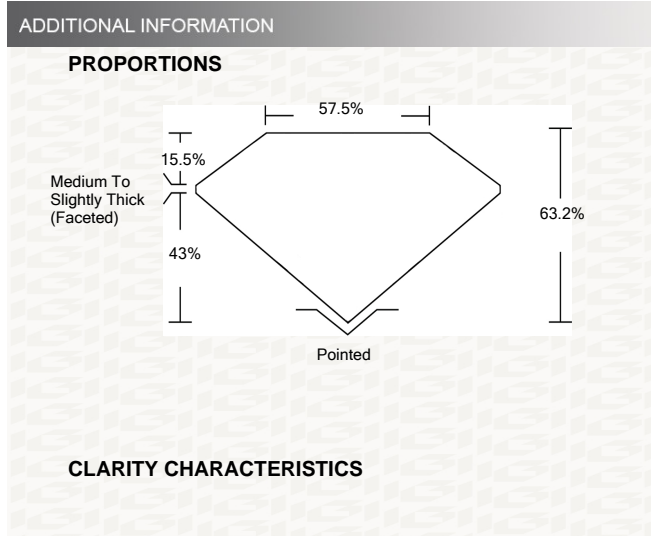 ADDITIONAL INFORMATION
PROPORTIONS
57.5%
15.5%
Medium To
Slightly Thick
(Faceted)
63.2%
43%
Pointed
CLARITY CHARACTERISTICS